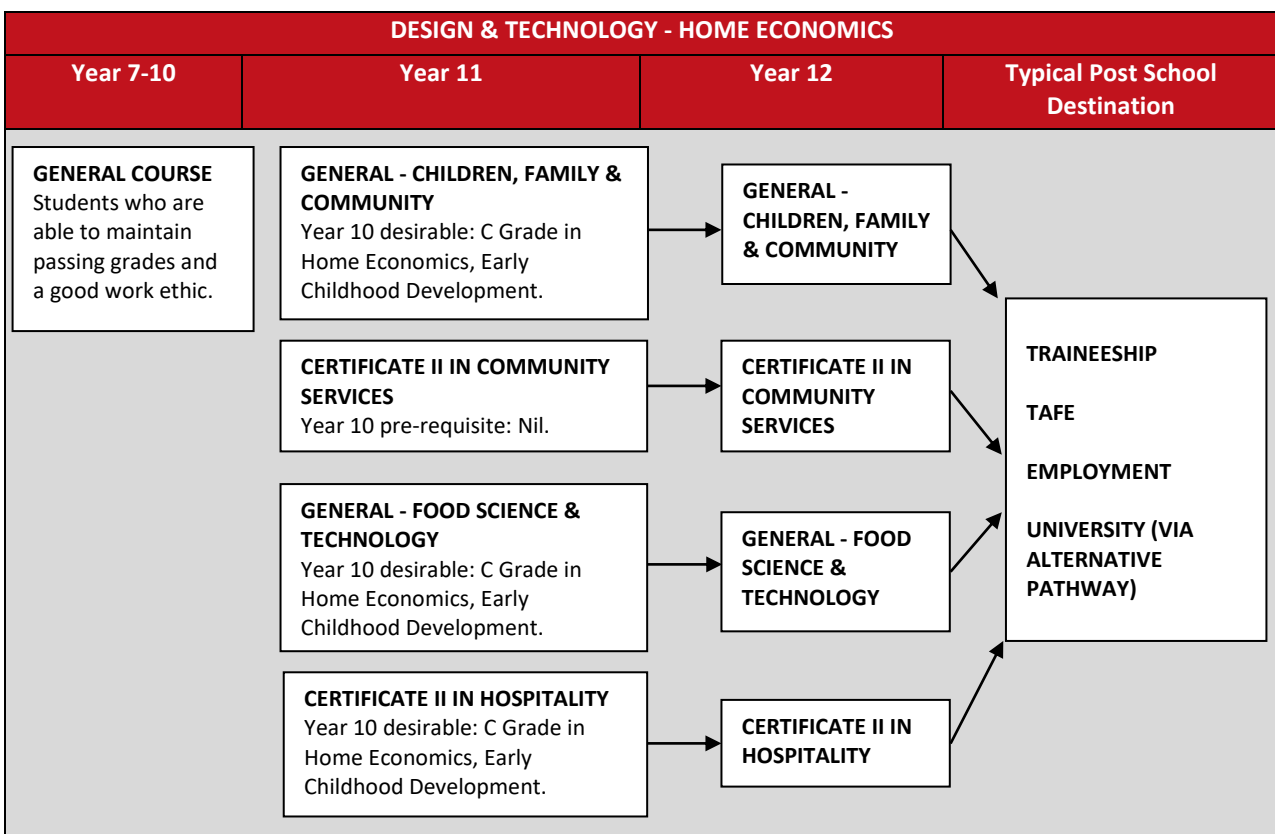 DESIGN & TECHNOLOGY - HOME ECONOMICS
Year 7-10
Year 11
Year 12
Typical Post School
Destination
GENERAL COURSE
Students who are
able to maintain
passing grades and
a good work ethic.
GENERAL - CHILDREN, FAMILY &
COMMUNITY
Year 10 desirable: C Grade in
Home Economics, Early
Childhood Development.
GENERAL -
CHILDREN, FAMILY
& COMMUNITY
CERTIFICATE II IN COMMUNITY
SERVICES
Year 10 pre-requisite: Nil.
CERTIFICATE II IN
COMMUNITY
SERVICES
GENERAL - FOOD SCIENCE &
TECHNOLOGY
Year 10 desirable: C Grade in
Home Economics, Early
Childhood Development.
GENERAL - FOOD
SCIENCE &
TECHNOLOGY
CERTIFICATE II IN HOSPITALITY
Year 10 desirable: C Grade in
Home Economics, Early
Childhood Development.
CERTIFICATE II IN
HOSPITALITY
TRAINEESHIP
TAFE
EMPLOYMENT
UNIVERSITY (VIA
ALTERNATIVE
PATHWAY)